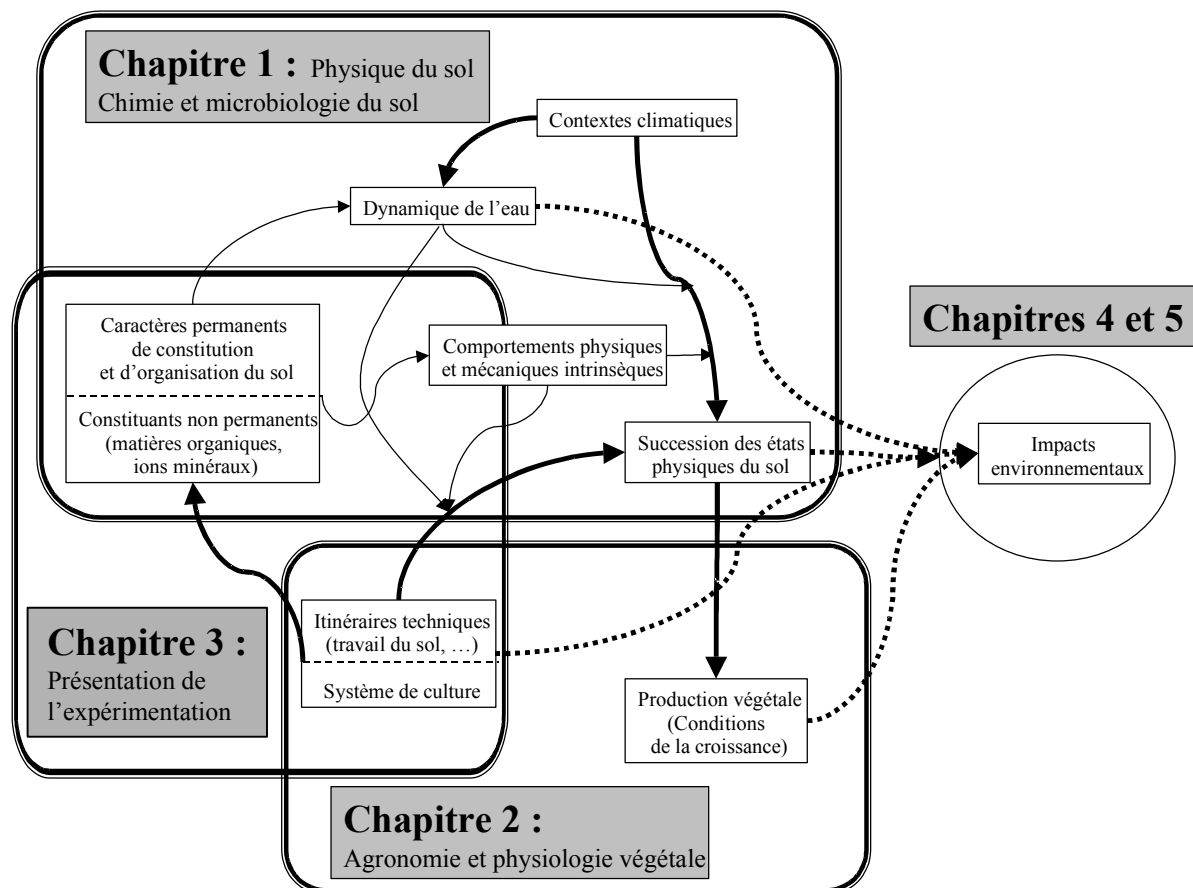 Chapitre 1 : Physique du sol
Chimie et microbiologie du sol
Contextes climatiques
Dynamique de l’eau
Caractères permanents
de constitution
et d’organisation du sol
Constituants non permanents
(matières organiques,
ions minéraux)
Comportements physiques
et mécaniques intrinsèques
Succession des états
physiques du sol
Chapitres 4 et 5
Impacts
environnementaux
Chapitre 3 :
Présentation de
l’expérimentation
Itinéraires techniques
(travail du sol, …)
Système de culture
Production végétale
(Conditions
de la croissance)
Chapitre 2 :
Agronomie et physiologie végétale